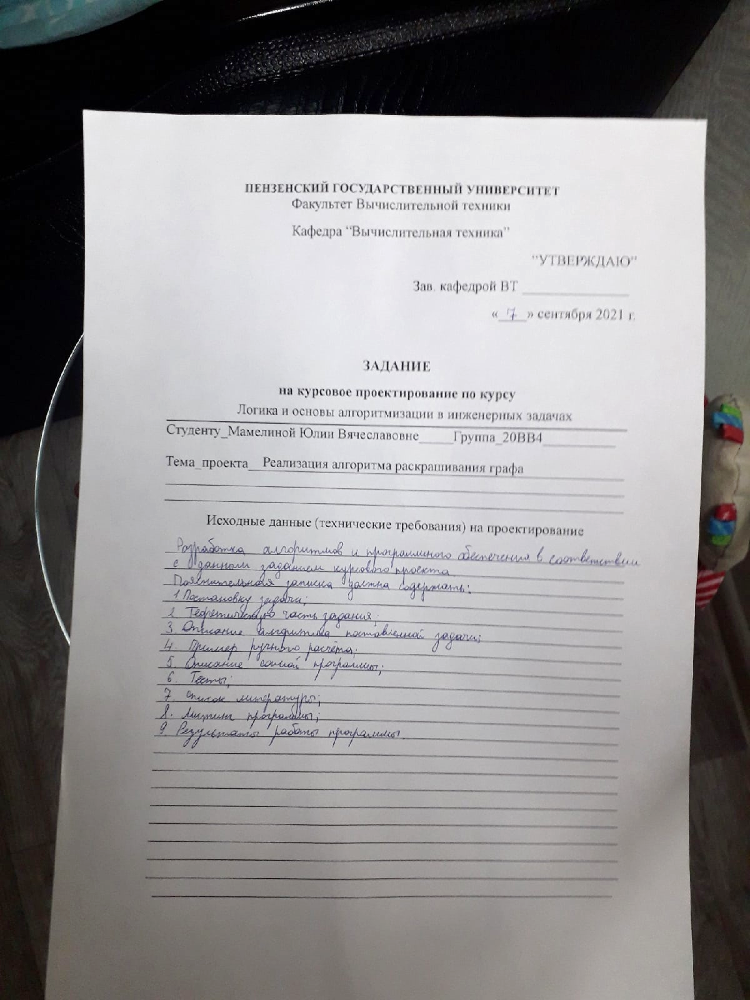 ПЕНЗЕНСКИЙ ГОСУДАРСТВЕННЫЙ УНИВЕРСИТЕТ
Факультет Вычислительной техники
Кафедра “Вычислительная техника”
"УТВЕРЖДАЮ"
Зав. кафедрой ВТ ______________
«_7_» сентября 2021 г.
ЗАДАНИЕ
на курсовое проектирование по курсу
Логика и основы алгоритмизации в инженерных задачах
Студенту_Мамелиной Юлии Вячеславовне_____Группа_20ВВ4__________
Тема_проекта__Реализация алгоритма раскрашивания графа
Исходные данные (технические требования) на проектирование
Разработка алгоритмов и программного обеспечения в соответствии
с данным заданием курсового проекта.
Пояснительная записка должна содержать:
1 Постановку задачи;
2 Теоретическую часть задания;
3. Описание алгоритма поставленной задачи;
4. Пример ручного расчёта;
5. Описание самой программы;
6. Тесты;
7. Список литературы;
8. Листинг программы;
9. Результаты работы программы.